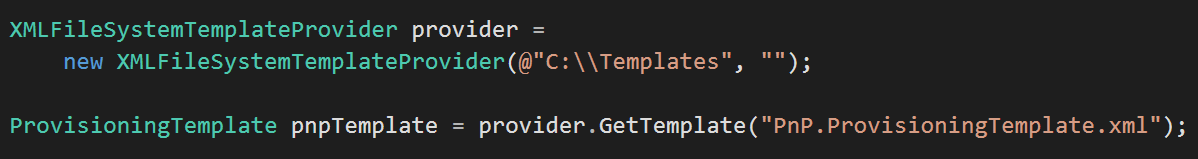 XMLFileSystemTemplateProvider provider =
new XMLFileSystemTemplateProvider(@"C:\\Templates", "");
ProvisioningTemplate pnpTemplate = provider.GetTemplate("PnP.ProvisioningTemplate.xml");